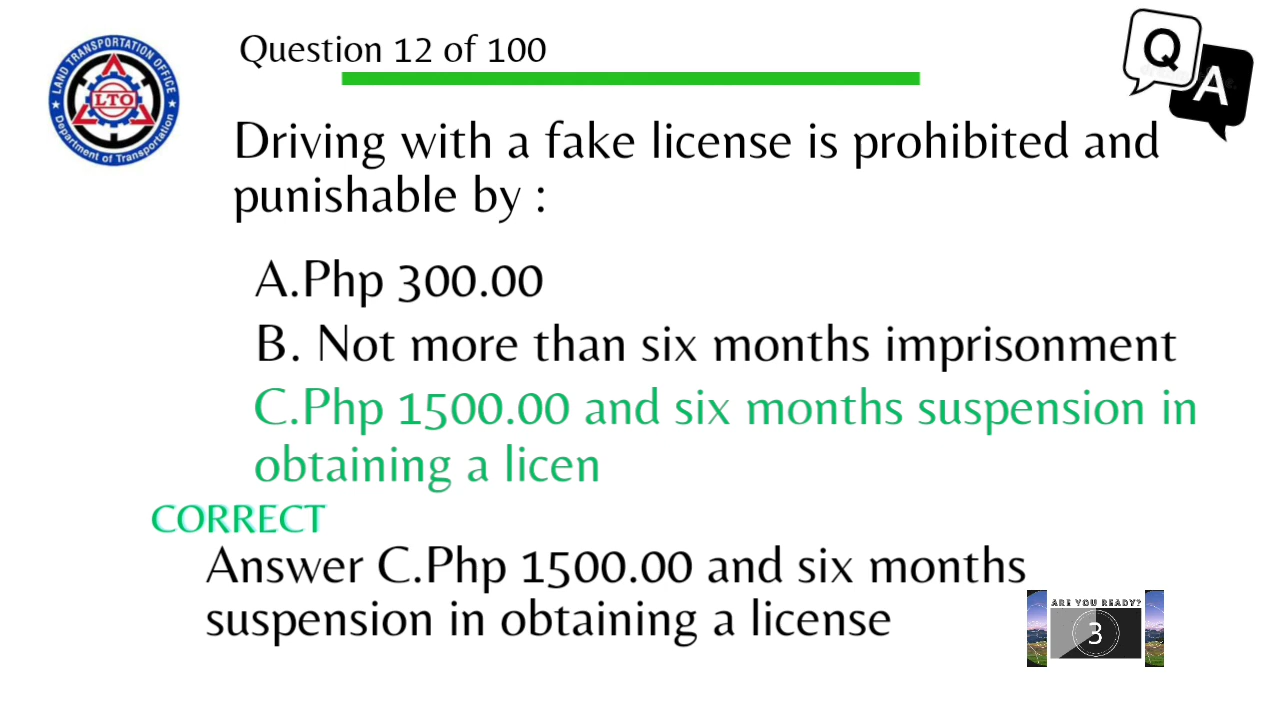 Question 12 of 100
Q
A
LAND TRANSPORTATION OFFICE
LTO
Department of Transportation
Driving with a fake license is prohibited and
punishable by :
A.Php 300.00
B. Not more than six months imprisonment
C.Php 1500.00 and six months suspension in
obtaining a licen
CORRECT
Answer C.Php 1500.00 and six months
suspension in obtaining a license
ARE YOU READY?
3